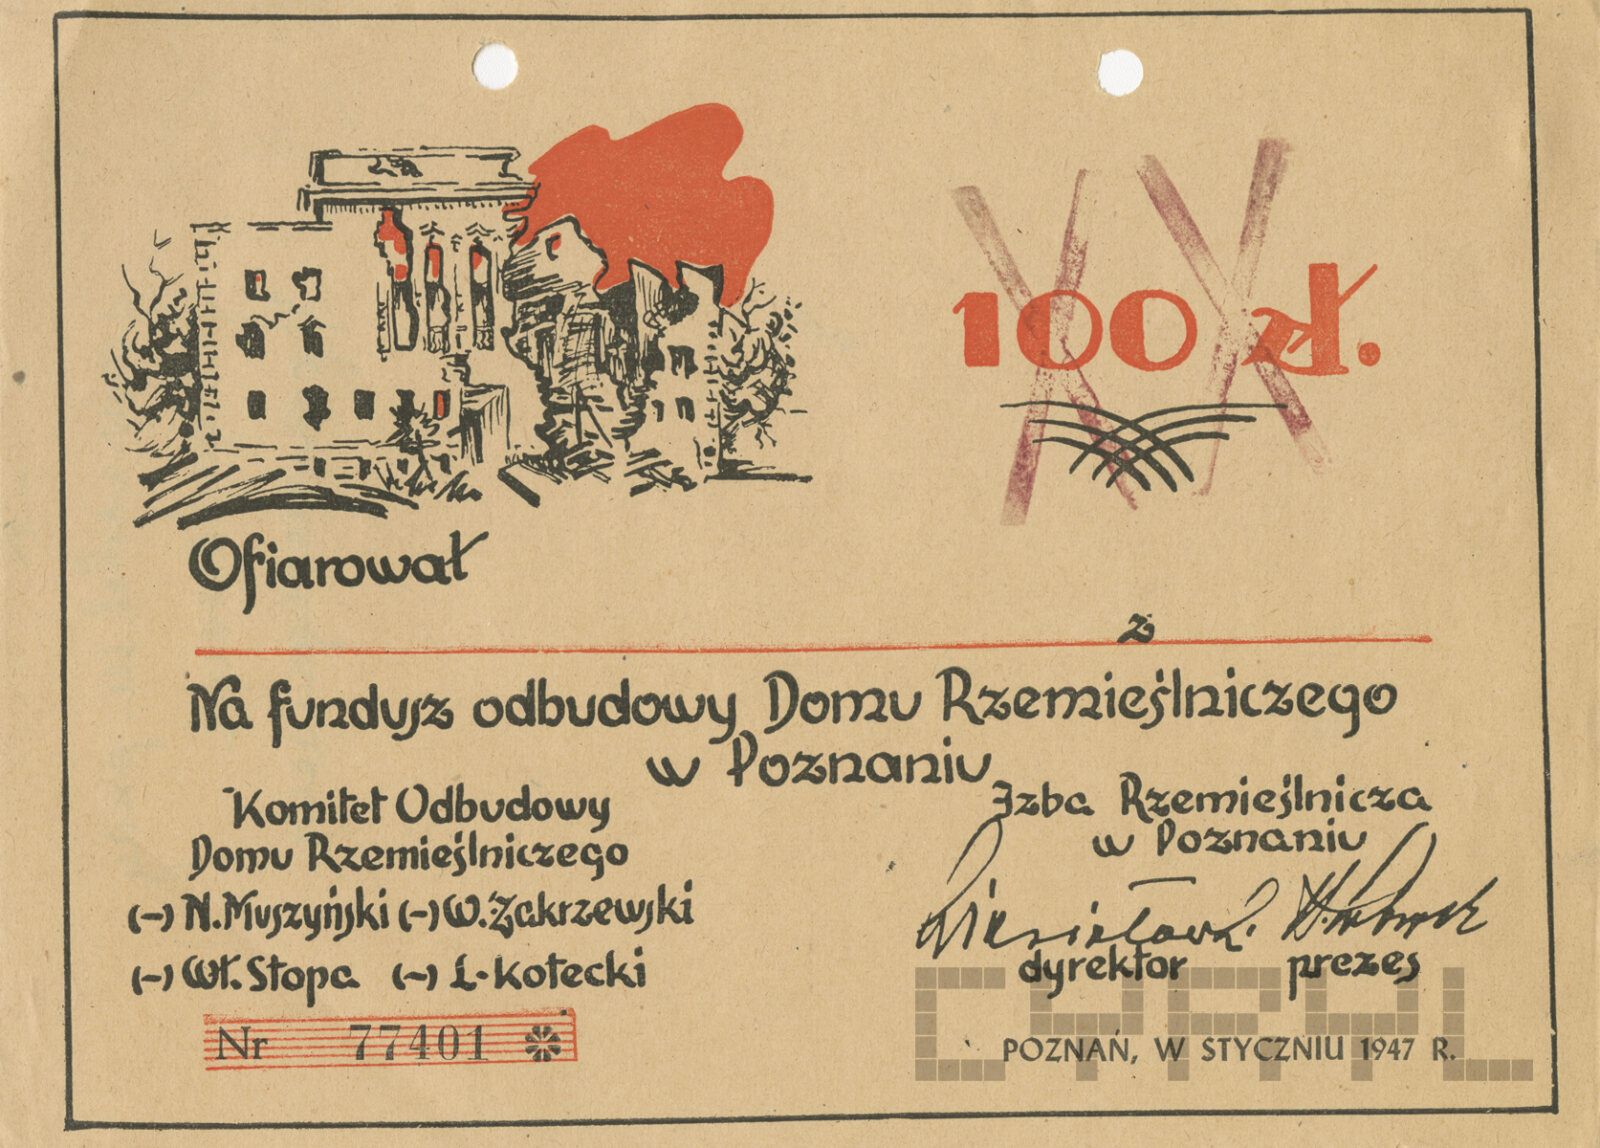 100 zł.
Ofiarował
z
Na fundusz odbudowy Domu Rzemieślniczego
w Poznaniu
Komitet Odbudowy
Domu Rzemieślniczego
(-) N. Muszyński (-) W. Zakrzewski
(-) Wł. Stopa (-) L. Kotecki
Nr 77401
Izba Rzemieślnicza
w Poznaniu
dyrektor prezes
POZNAŃ, W STYCZNIU 1947 R.
CYRYL